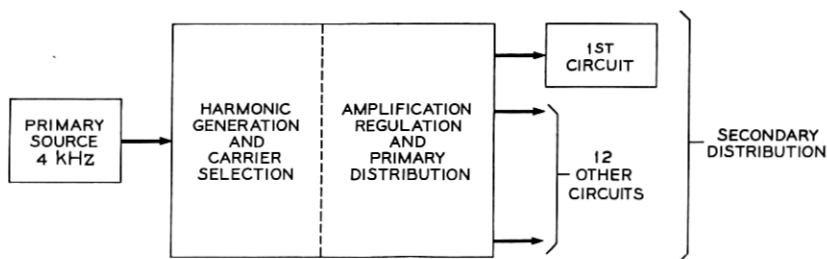 PRIMARY
SOURCE
4 kHz
HARMONIC
GENERATION
AND
CARRIER
SELECTION
AMPLIFICATION
REGULATION
AND
PRIMARY
DISTRIBUTION
1ST
CIRCUIT
12
OTHER
CIRCUITS
SECONDARY
DISTRIBUTION